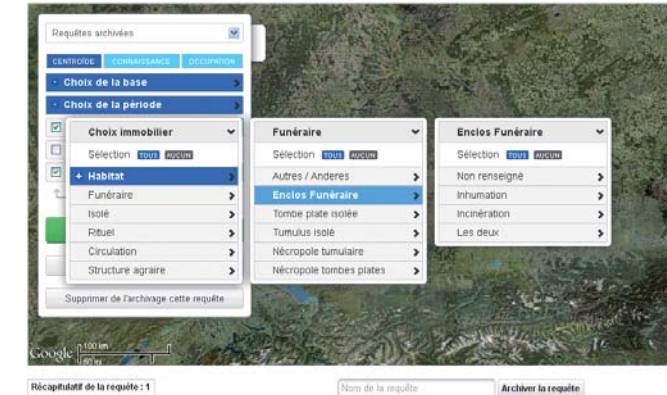 Requêtes archivées
CENTROÏDE CONNAISSANCE OCCUPATION
Choix de la base
Choix de la période
Choix immobilier
Sélection TOUS AUCUN
+ Habitat
Funéraire
Isolé
Rituel
Circulation
Structure agraire
Funéraire
Sélection TOUS AUCUN
Autres / Anderes
Enclos Funéraire
Tombe plate isolée
Tumulus isolé
Nécropole tumulaire
Nécropole tombes plates
Enclos Funéraire
Sélection TOUS AUCUN
Non renseigné
Inhumation
Incinération
Les deux
Supprimer de l'archivage cette requête
Google
100 km
50 mi
Récapitulatif de la requête : 1
Nom de la requête
Archiver la requête